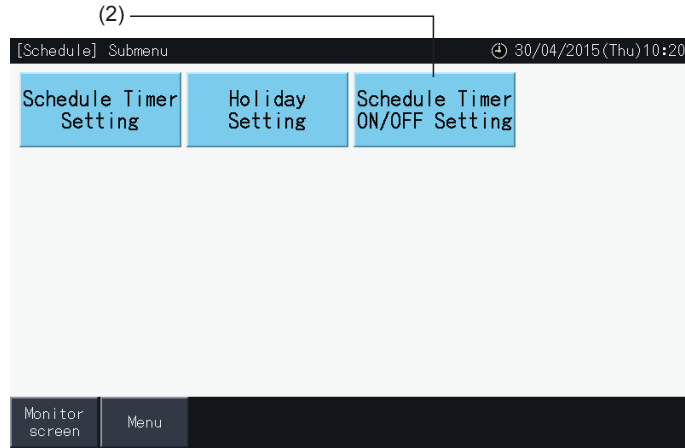 (2)
[Schedule] Submenu 30/04/2015(Thu)10:20
Schedule Timer
Setting
Holiday
Setting
Schedule Timer
ON/OFF Setting
Monitor
screen
Menu